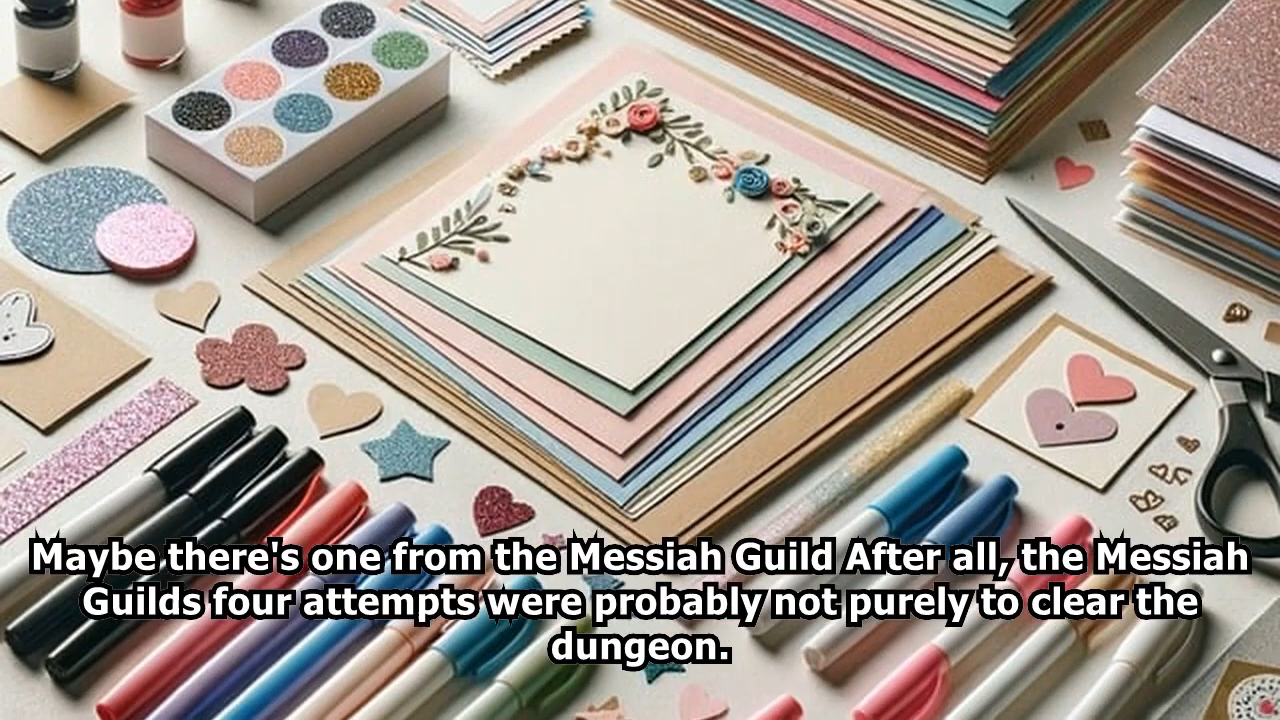 Maybe there's one from the Messiah Guild After all, the Messiah
Guilds four attempts were probably not purely to clear the
dungeon.